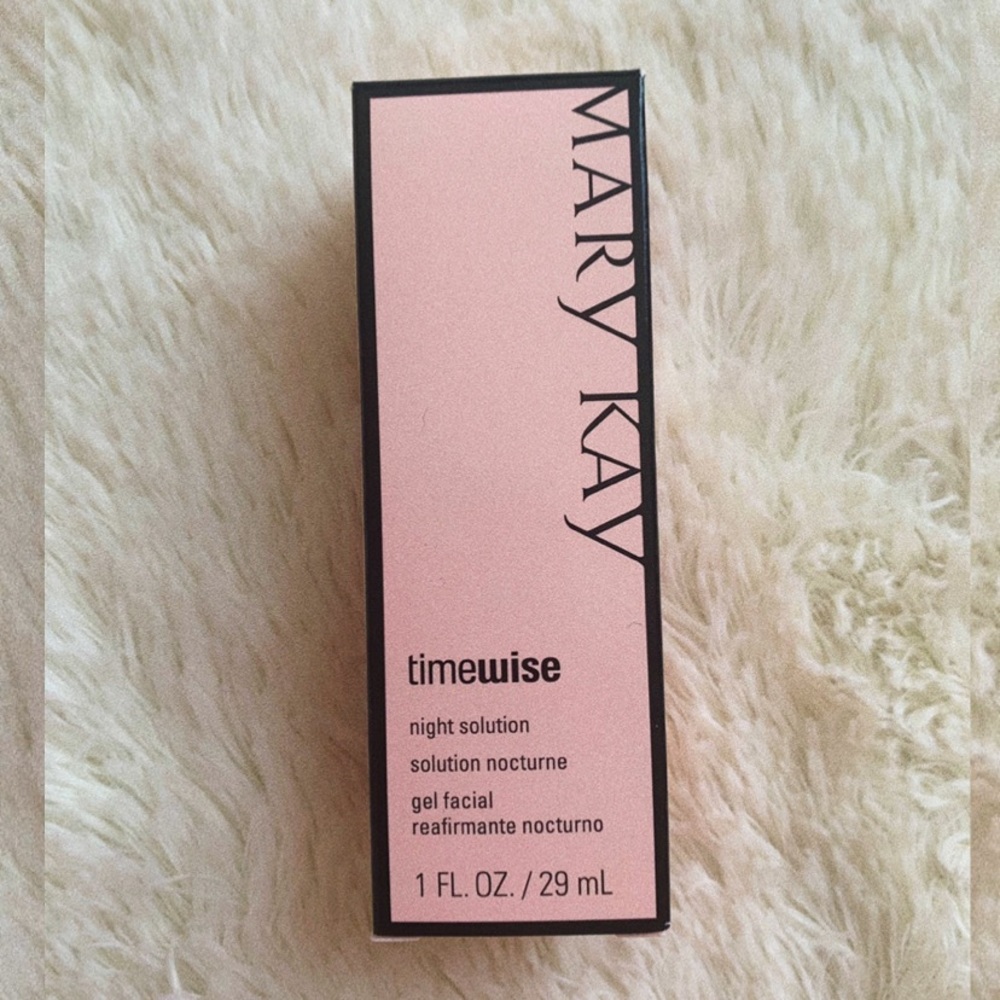 MARY KAY
timewise
night solution
solution nocturne
gel facial
reafirmante nocturno
1 FL. OZ. / 29 mL